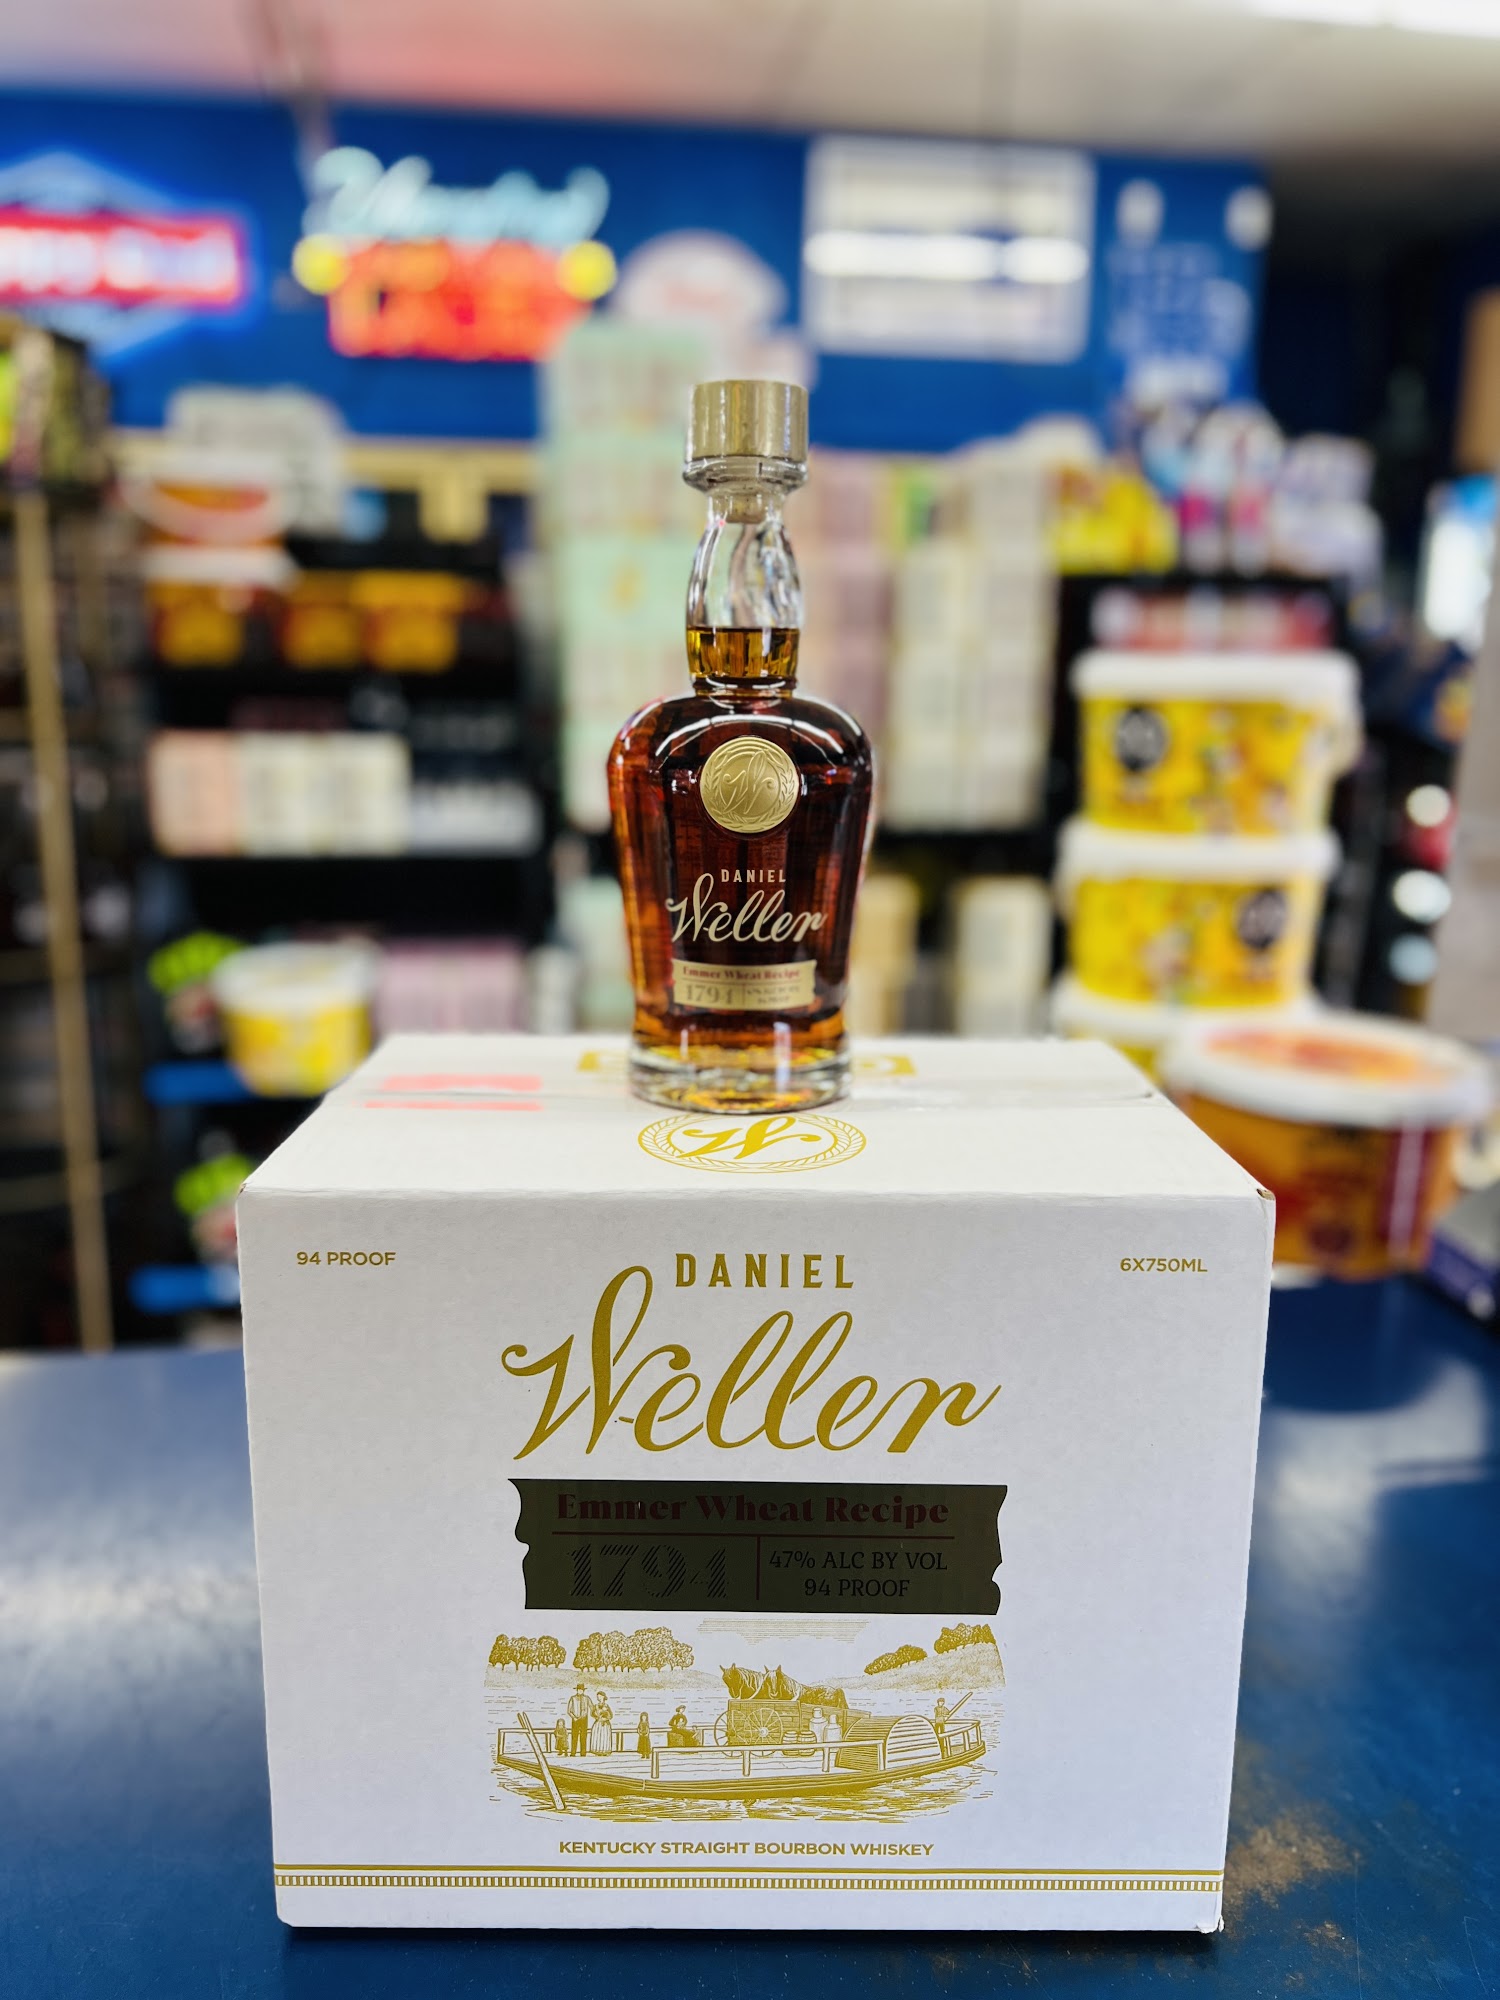 DANIEL
Weller
Emmer Wheat Recipe
1794
W
94 PROOF
6X750ML
DANIEL
Weller
Emmer Wheat Recipe
1794
47% ALC BY VOL
94 PROOF
KENTUCKY STRAIGHT BOURBON WHISKEY